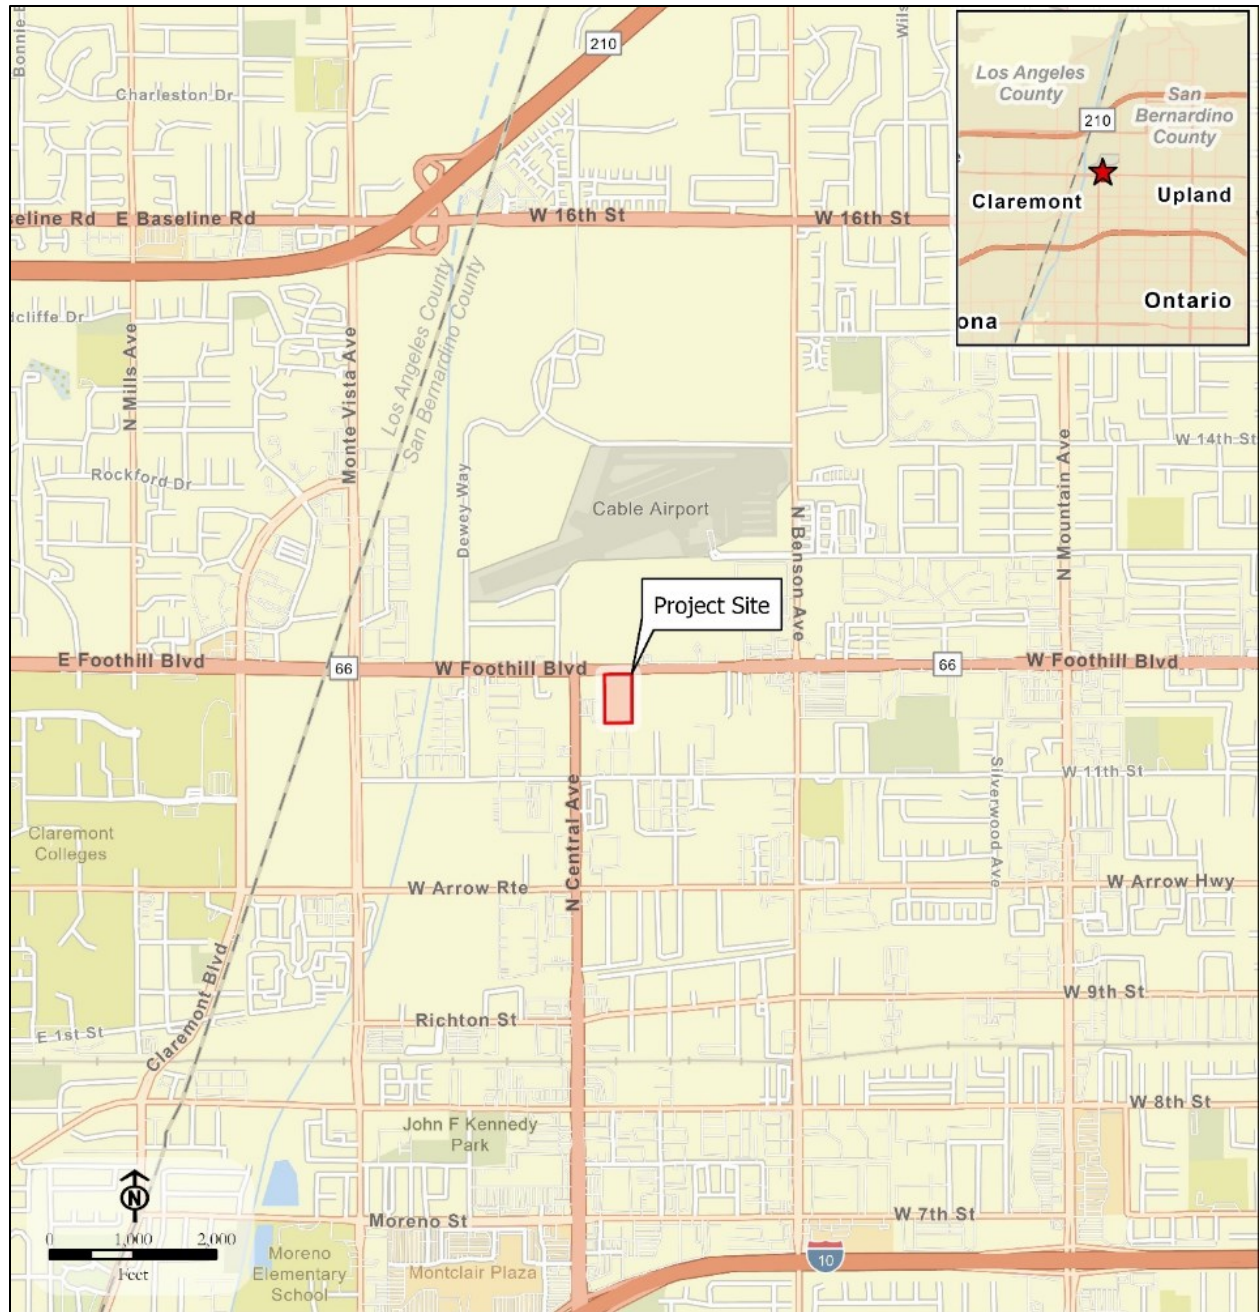 Bonnie B
Wils
210
Charleston Dr
Los Angeles
County
San
Bernardino
County
210
Claremont
Upland
Ontario
ona
seline Rd
E Baseline Rd
W 16th St
W 16th St
Los Angeles County
San Bernardino County
dcliffe Dr
N Mills Ave
Monte Vista Ave
W 14th St
Rockford Dr
Dewey Way
Cable Airport
N Benson Ave
N Mountain Ave
Project Site
E Foothill Blvd
66
W Foothill Blvd
66
W Foothill Blvd
W 11th St
Silverwood Ave
N Central Ave
Claremont
Colleges
W Arrow Rte
W Arrow Hwy
Claremont Blvd
W 9th St
Richton St
E 1st St
W 8th St
John F Kennedy
Park
N
Moreno St
W 7th St
0 1,000 2,000
Feet
Moreno
Elementary
School
Montclair Plaza
10